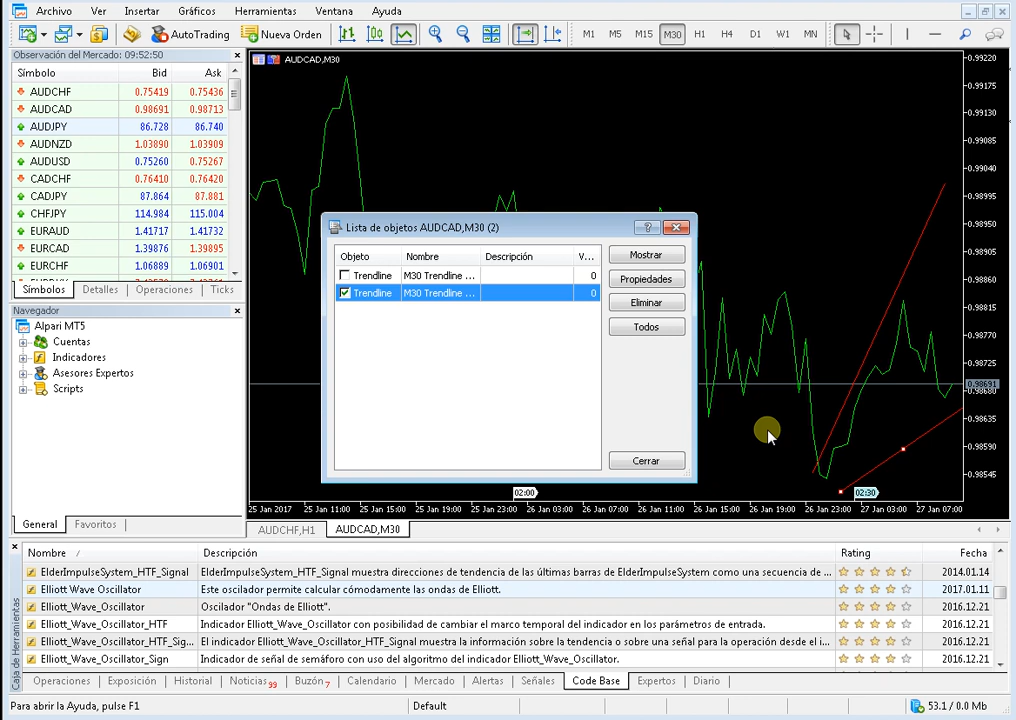 Archivo Ver Insertar Gráficos Herramientas Ventana Ayuda
AutoTrading Nueva Orden M1 M5 M15 M30 H1 H4 D1 W1 MN
Observación del Mercado: 09:52:50
Símbolo Bid Ask
AUDCHF 0.75419 0.75436
AUDCAD 0.98691 0.98713
AUDJPY 86.728 86.740
AUDNZD 1.03890 1.03909
AUDUSD 0.75260 0.75267
CADCHF 0.76410 0.76420
CADJPY 87.864 87.881
CHFJPY 114.984 115.004
EURAUD 1.41717 1.41732
EURCAD 1.39876 1.39895
EURCHF 1.06889 1.06901
Símbolos Detalles Operaciones Ticks
Navegador
Alpari MT5
Cuentas
Indicadores
Asesores Expertos
Scripts
General Favoritos
AUDCAD,M30
0.99220
0.99175
0.99130
0.99085
0.99040
0.98995
0.98950
0.98905
0.98860
0.98815
0.98770
0.98725
0.98691
0.98680
0.98635
0.98590
0.98545
Lista de objetos AUDCAD,M30 (2)
Objeto Nombre Descripción V...
Trendline M30 Trendline ... 0
Trendline M30 Trendline ... 0
Mostrar
Propiedades
Eliminar
Todos
Cerrar
02:00 02:30
25 Jan 2017 25 Jan 11:00 25 Jan 15:00 25 Jan 19:00 25 Jan 23:00 26 Jan 03:00 26 Jan 07:00 26 Jan 11:00 26 Jan 15:00 26 Jan 19:00 26 Jan 23:00 27 Jan 03:00 27 Jan 07:00
AUDCHF,H1 AUDCAD,M30
Caja de Herramientas
Nombre / Descripción Rating Fecha
ElderImpulseSystem_HTF_Signal ElderImpulseSystem_HTF_Signal muestra direcciones de tendencia de las últimas barras de ElderImpulseSystem como una secuencia de ... 2014.01.14
Elliott Wave Oscillator Este oscilador permite calcular cómodamente las ondas de Elliott. 2017.01.11
Elliott_Wave_Oscillator Oscilador "Ondas de Elliott". 2016.12.21
Elliott_Wave_Oscillator_HTF Indicador Elliott_Wave_Oscillator con posibilidad de cambiar el marco temporal del indicador en los parámetros de entrada. 2016.12.21
Elliott_Wave_Oscillator_HTF_Sig... El indicador Elliott_Wave_Oscillator_HTF_Signal muestra la información sobre la tendencia o sobre una señal para la operación desde el i... 2016.12.21
Elliott_Wave_Oscillator_Sign Indicador de señal de semáforo con uso del algoritmo del indicador Elliott_Wave_Oscillator. 2016.12.21
Operaciones Exposición Historial Noticias 99 Buzón 7 Calendario Mercado Alertas Señales Code Base Expertos Diario
Para abrir la Ayuda, pulse F1 Default 53.1 / 0.0 Mb